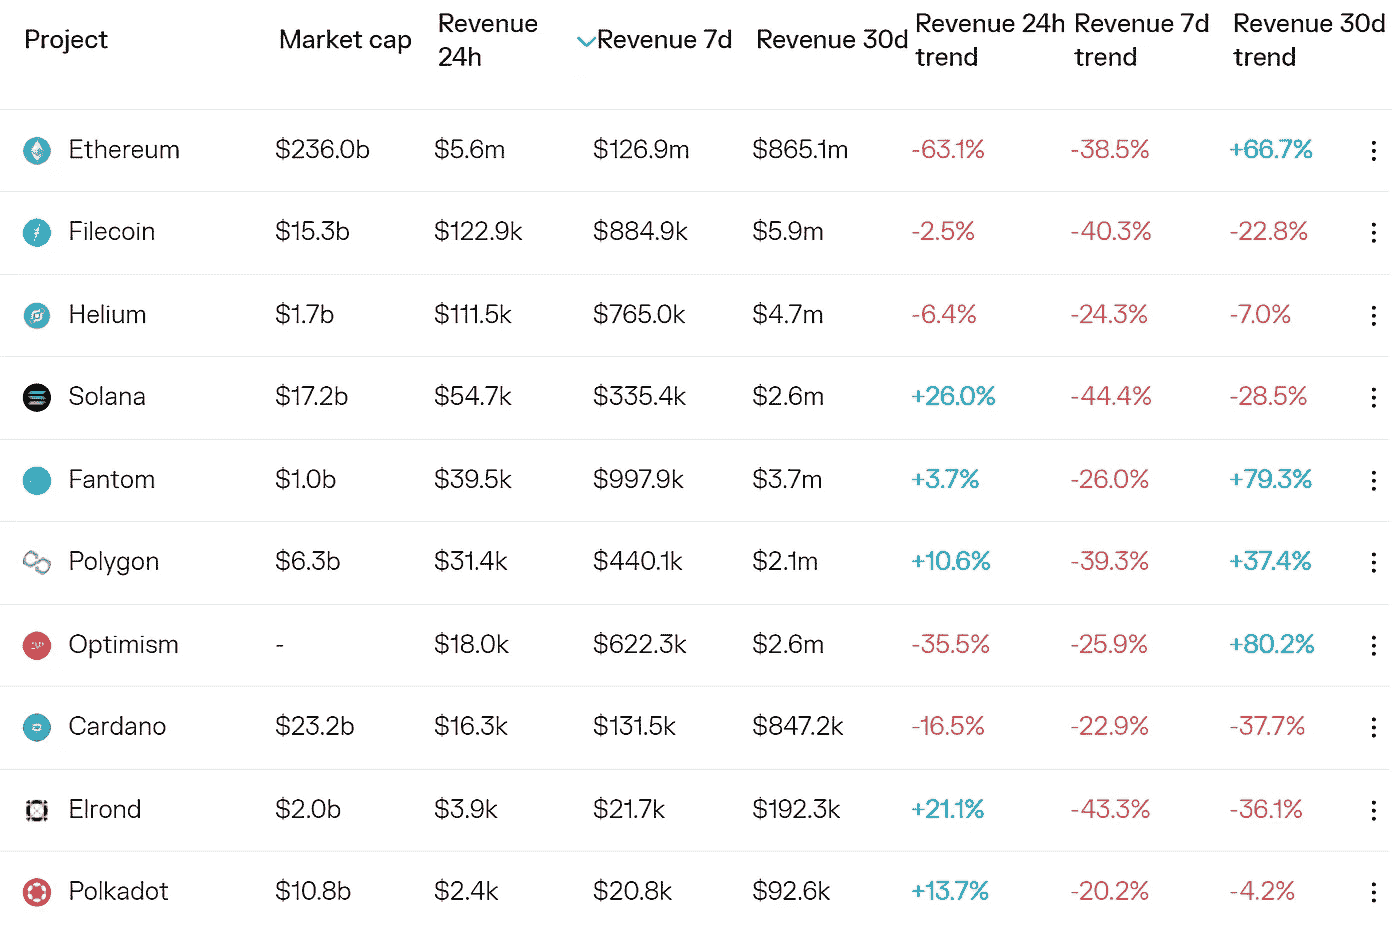 Project Market cap Revenue 24h Revenue 7d Revenue 30d Revenue 24h trend Revenue 7d trend Revenue 30d trend
Ethereum $236.0b $5.6m $126.9m $865.1m -63.1% -38.5% +66.7%
Filecoin $15.3b $122.9k $884.9k $5.9m -2.5% -40.3% -22.8%
Helium $1.7b $111.5k $765.0k $4.7m -6.4% -24.3% -7.0%
Solana $17.2b $54.7k $335.4k $2.6m +26.0% -44.4% -28.5%
Fantom $1.0b $39.5k $997.9k $3.7m +3.7% -26.0% +79.3%
Polygon $6.3b $31.4k $440.1k $2.1m +10.6% -39.3% +37.4%
Optimism - $18.0k $622.3k $2.6m -35.5% -25.9% +80.2%
Cardano $23.2b $16.3k $131.5k $847.2k -16.5% -22.9% -37.7%
Elrond $2.0b $3.9k $21.7k $192.3k +21.1% -43.3% -36.1%
Polkadot $10.8b $2.4k $20.8k $92.6k +13.7% -20.2% -4.2%